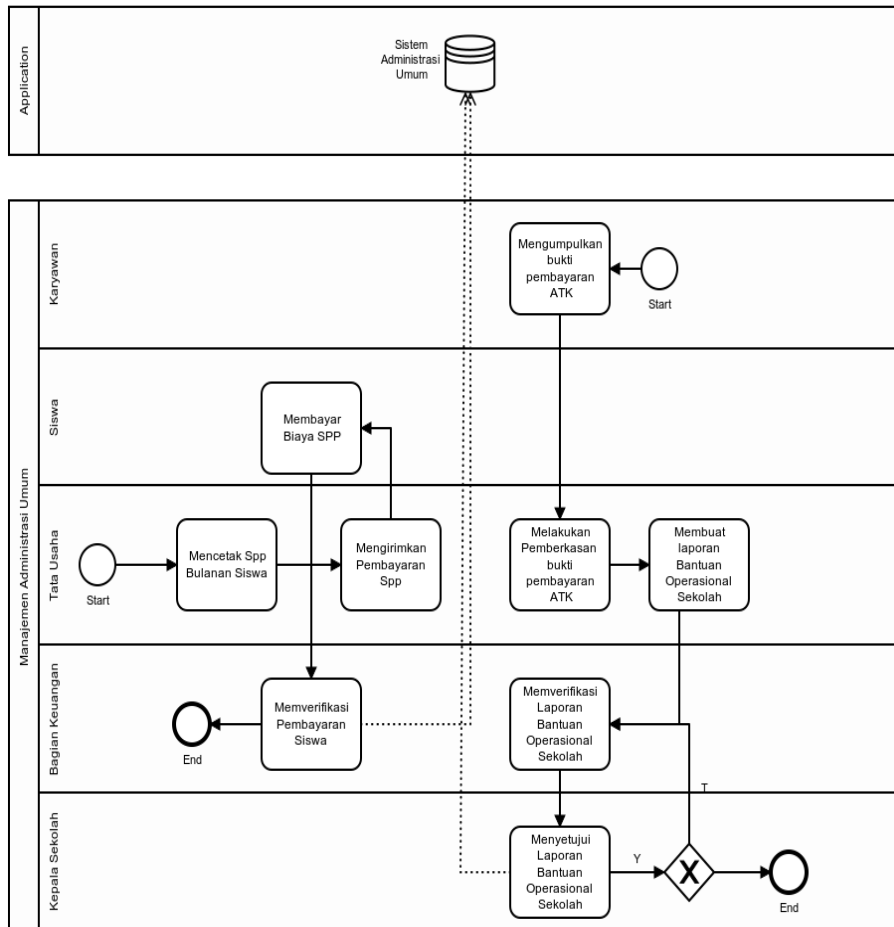 Application
Sistem
Administrasi
Umum
Manajemen Administrasi Umum
Karyawan
Mengumpulkan
bukti
pembayaran
ATK
Start
Siswa
Membayar
Biaya SPP
Tata Usaha
Start
Mencetak Spp
Bulanan Siswa
Mengirimkan
Pembayaran
Spp
Melakukan
Pemberkasan
bukti
pembayaran
ATK
Membuat
laporan
Bantuan
Operasional
Sekolah
Bagian Keuangan
End
Memverifikasi
Pembayaran
Siswa
Memverifikasi
Laporan
Bantuan
Operasional
Sekolah
T
Kepala Sekolah
Menyetujui
Laporan
Bantuan
Operasional
Sekolah
Y
X
End